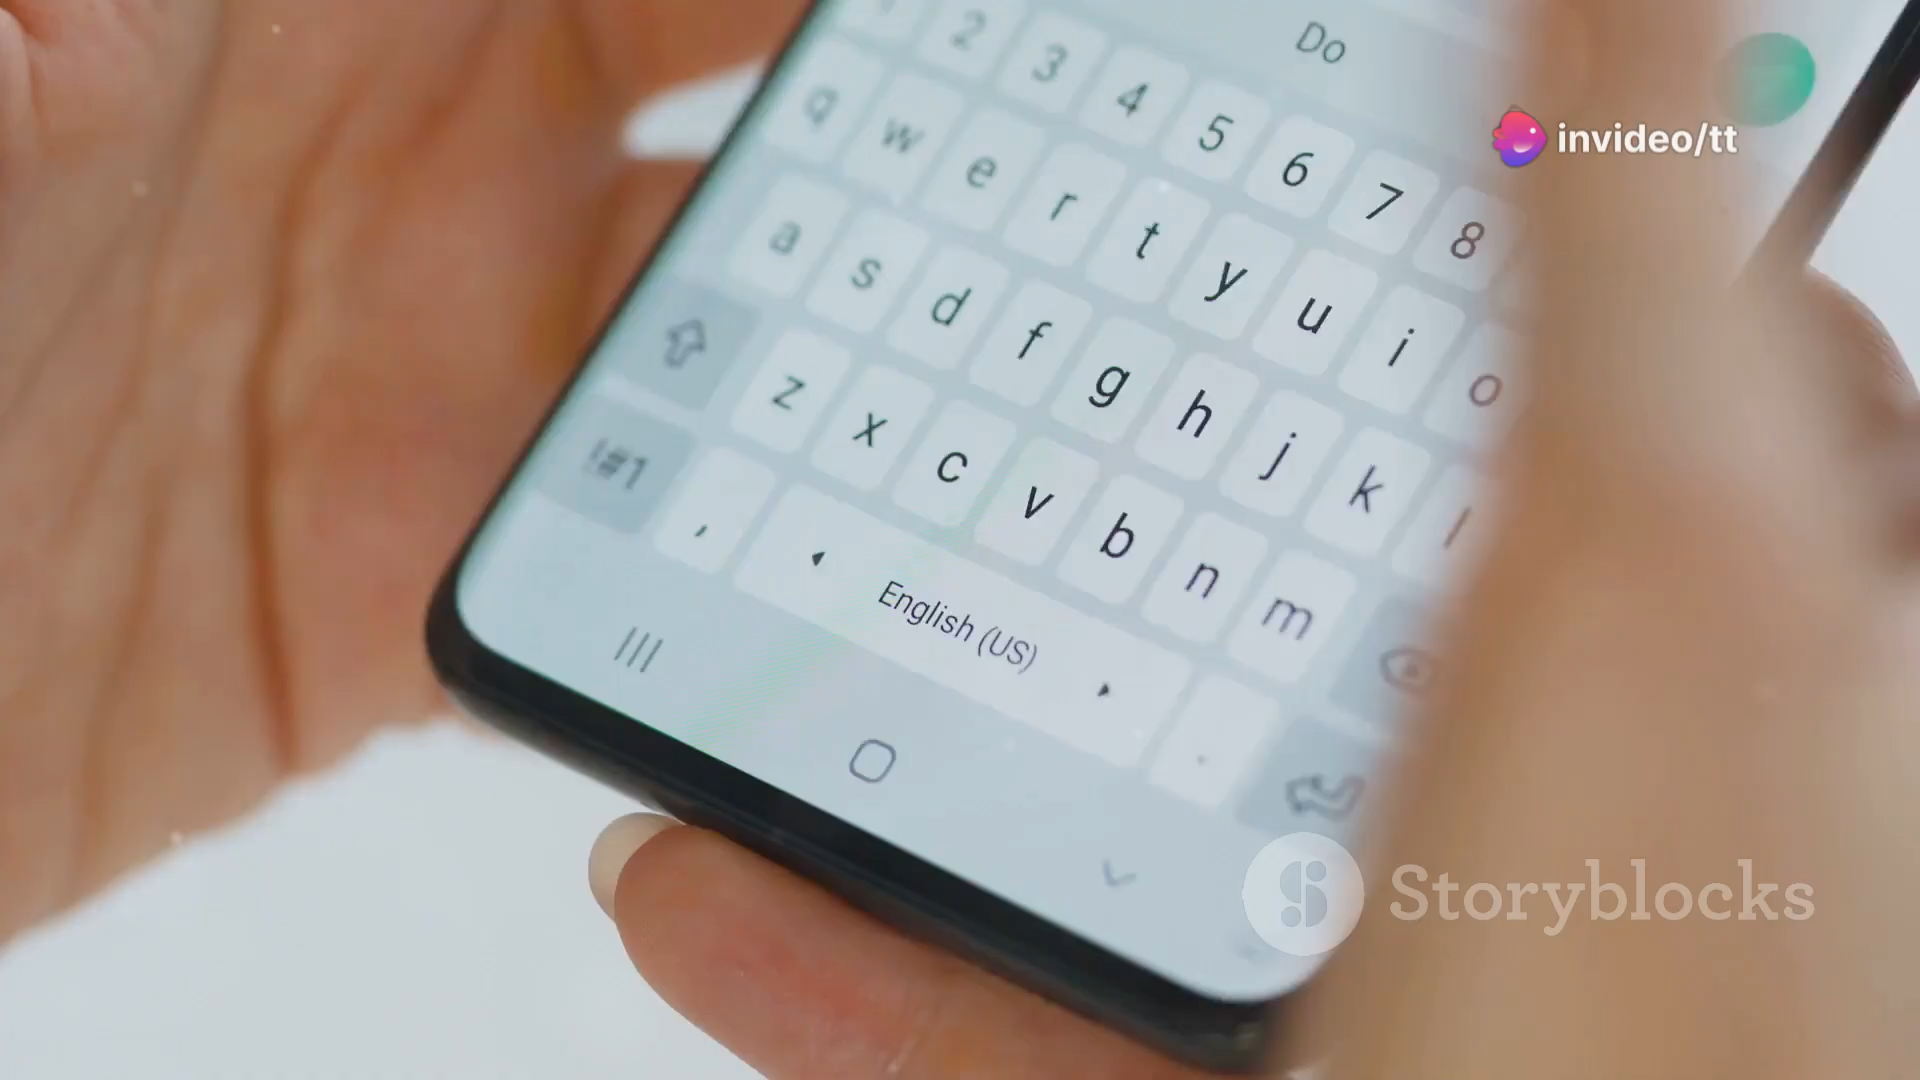 Do
invideo/tt
2 3 4 5 6 7 8
q w e r t y u i o
a s d f g h j k l
z x c v b n m
!#1 , English (US) .
Storyblocks